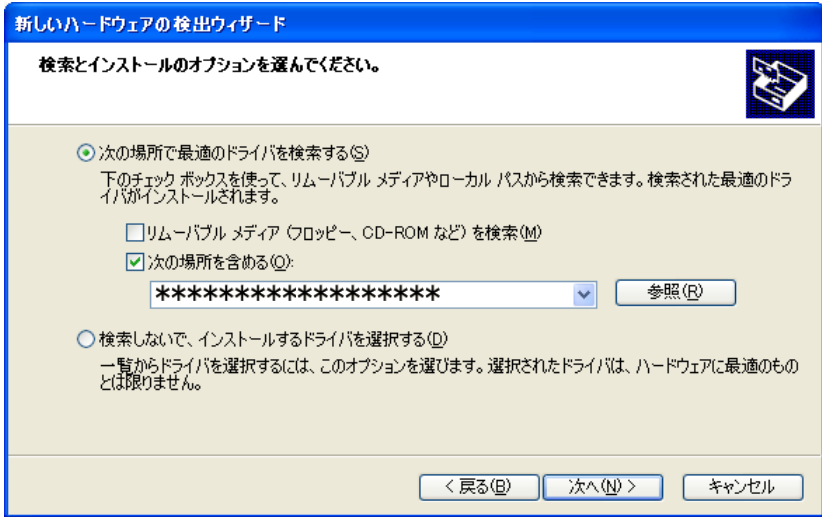 新しいハードウェアの検出ウィザード
検索とインストールのオプションを選んでください。
次の場所で最適のドライバを検索する(S)
下のチェック ボックスを使って、リムーバブル メディアやローカル パスから検索できます。検索された最適のドラ
イバがインストールされます。
リムーバブル メディア (フロッピー、CD-ROM など) を検索(M)
次の場所を含める(O):
******************
参照(R)
検索しないで、インストールするドライバを選択する(D)
一覧からドライバを選択するには、このオプションを選びます。選択されたドライバは、ハードウェアに最適のもの
とは限りません。
< 戻る(B)
次へ(N) >
キャンセル